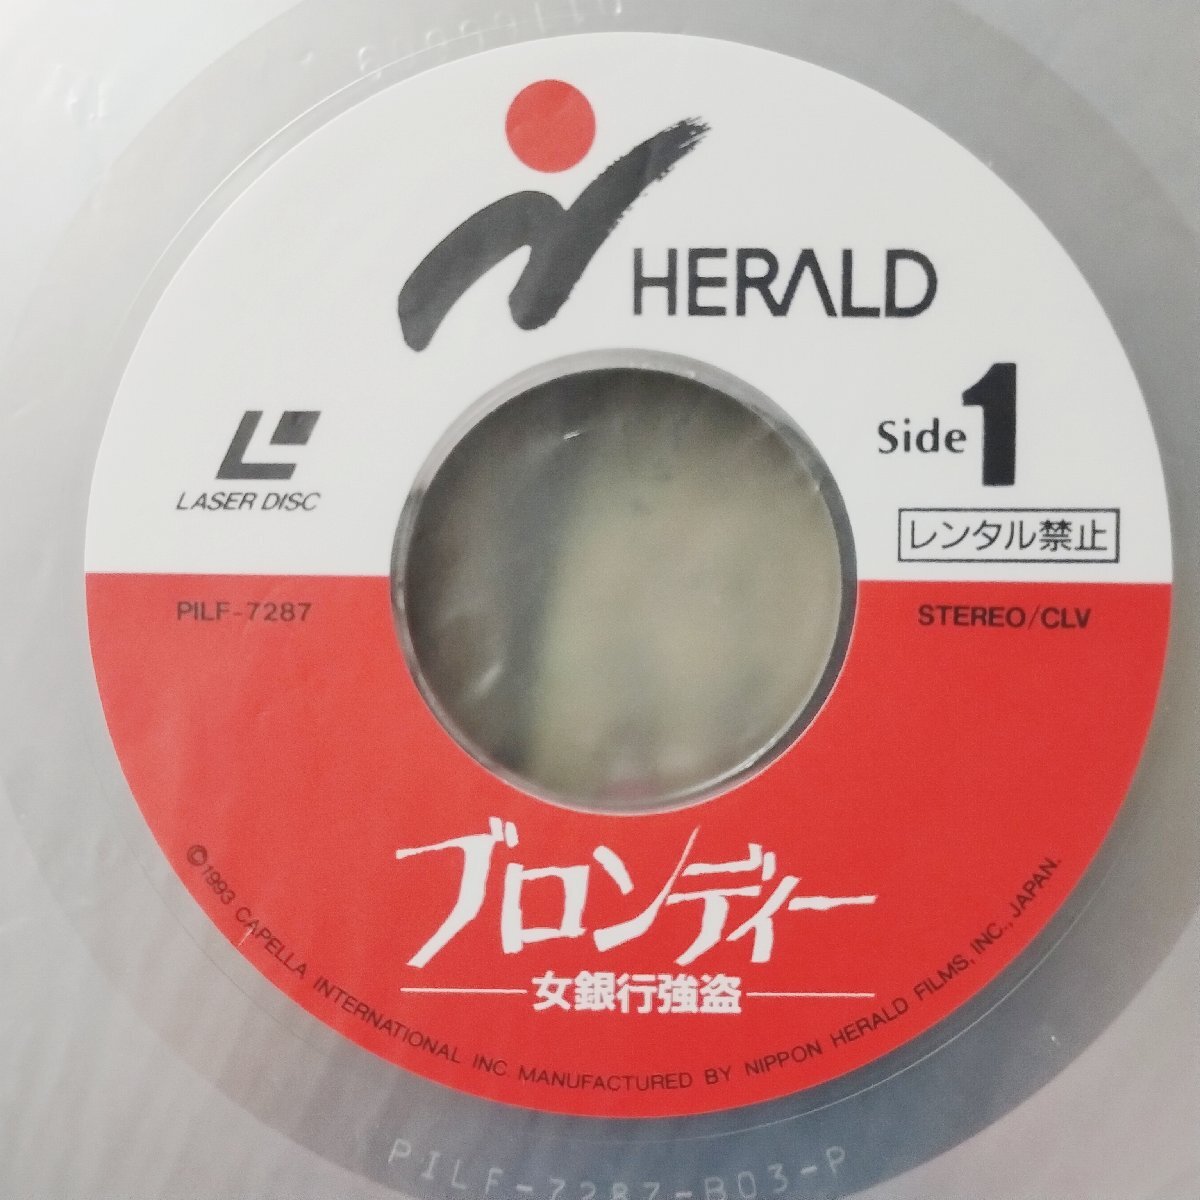 HERALD
Side 1
LASER DISC
レンタル禁止
PILF-7287
STEREO/CLV
ブロンディー
女銀行強盗
©1993 CAPELLA INTERNATIONAL INC MANUFACTURED BY NIPPON HERALD FILMS, INC., JAPAN.
PILF-7287-B03-P